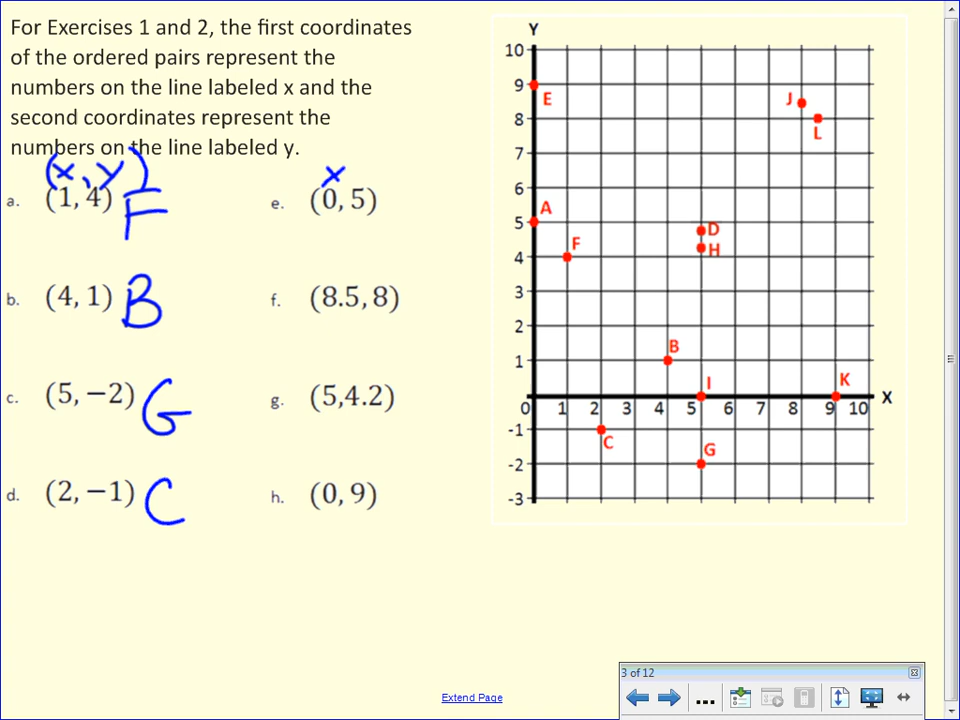 For Exercises 1 and 2, the first coordinates
of the ordered pairs represent the
numbers on the line labeled x and the
second coordinates represent the
numbers on the line labeled y.
(x, y)
x
a. (1, 4) F
e. (0, 5)
b. (4, 1) B
f. (8.5, 8)
c. (5, −2) G
g. (5,4.2)
d. (2, −1) C
h. (0, 9)
Y
10
9
E
J
8
L
7
6
A
5
D
F
H
4
3
2
B
1
I
K
0 1 2 3 4 5 6 7 8 9 10 X
-1
C
G
-2
-3
Extend Page
3 of 12
...